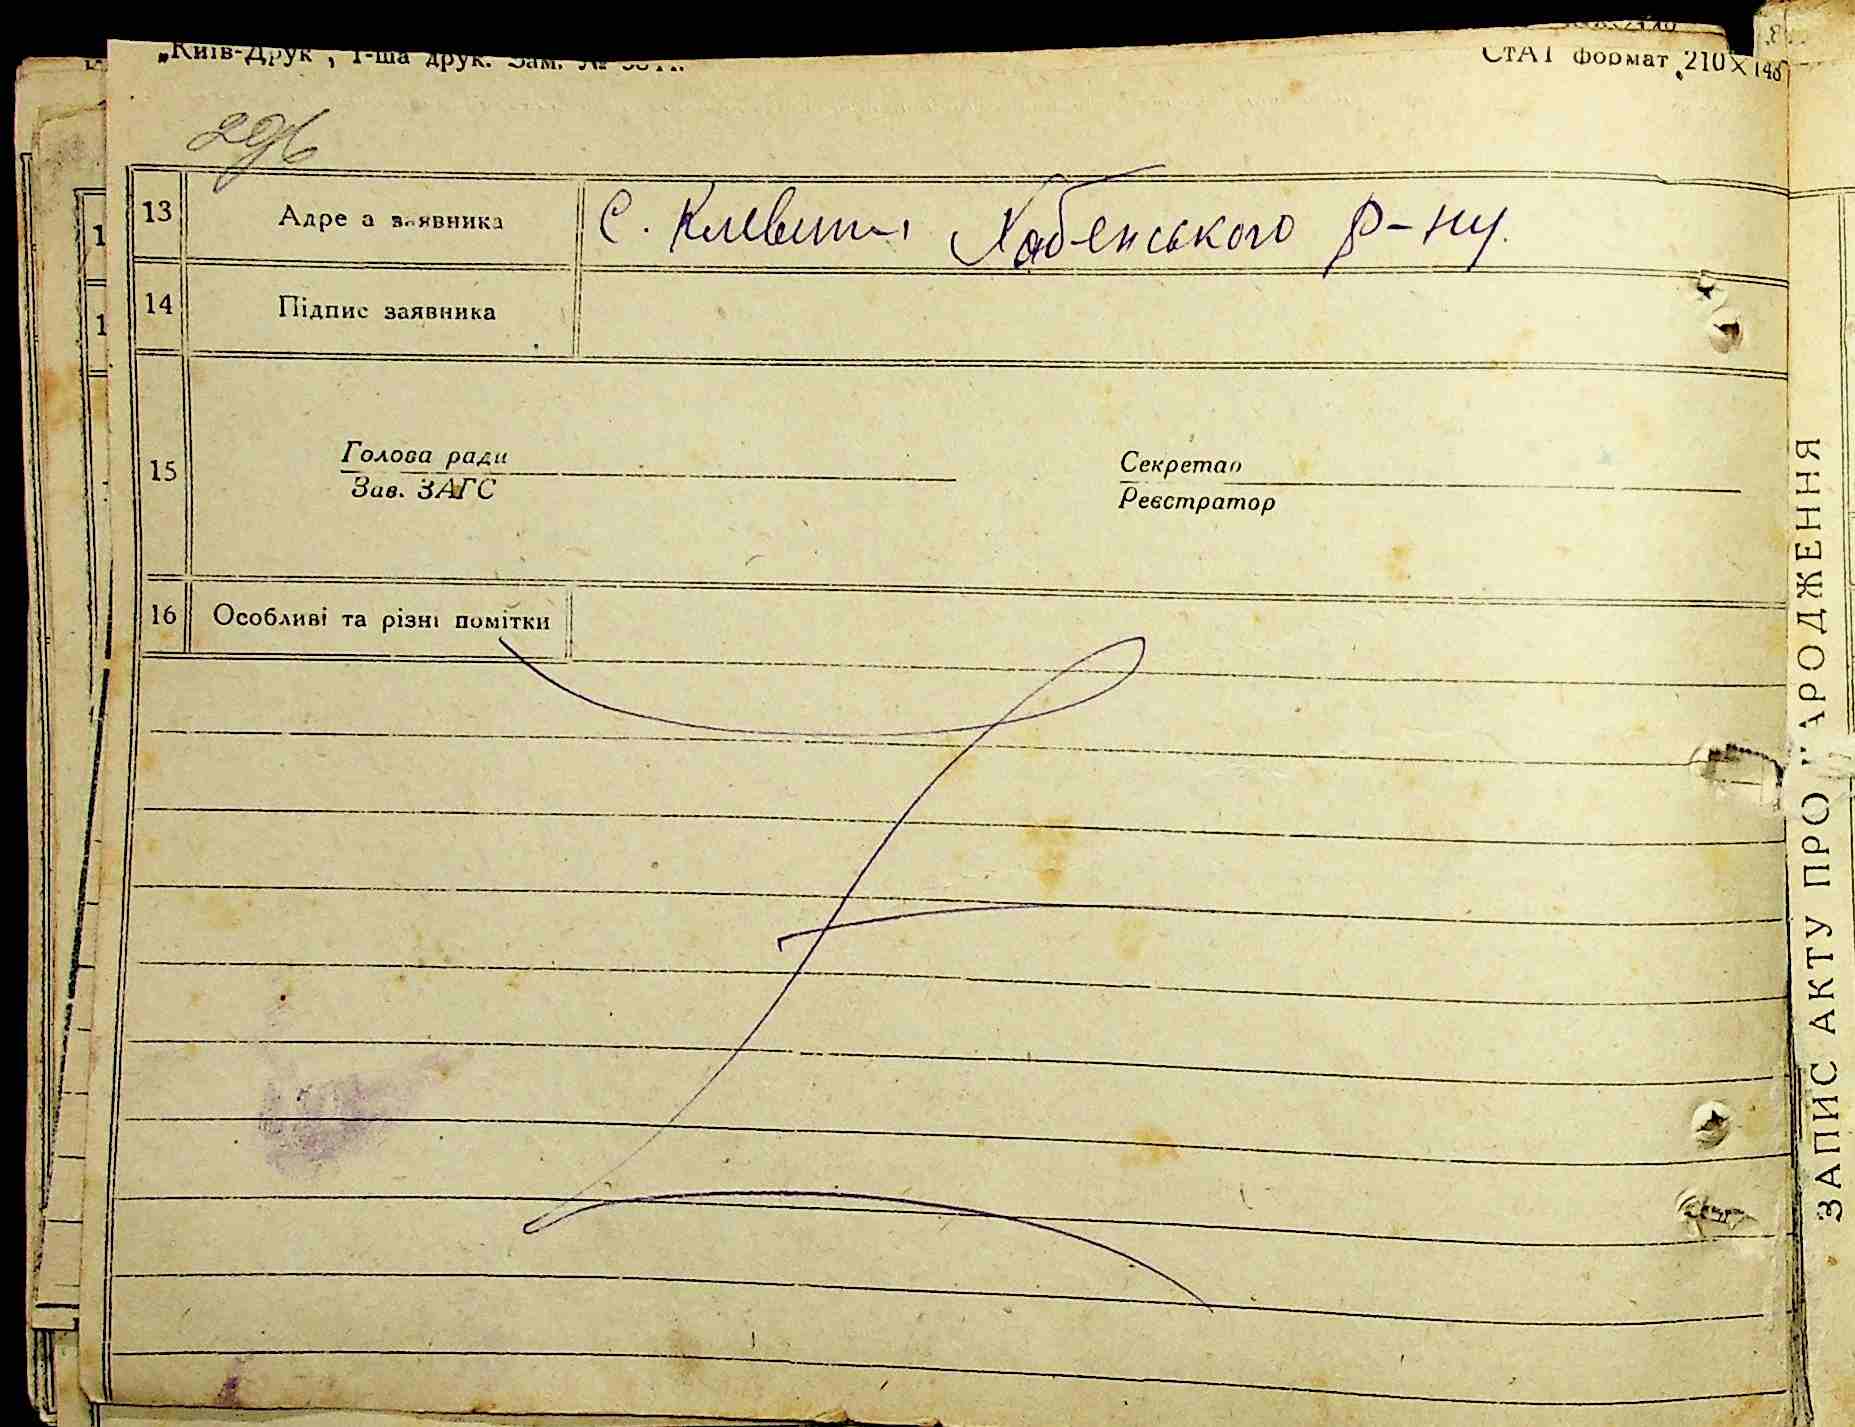 „Київ-Друк", 1-ша друк. Зам. №
СтАТ формат 210×148
296
13 Адреса заявника с. Клевини Хабенського р-ну.
14 Підпис заявника
15 Голова ради Секретар
Зав. ЗАГС Реєстратор
16 Особливі та різні помітки
ЗАПИС АКТУ ПРО НАРОДЖЕННЯ